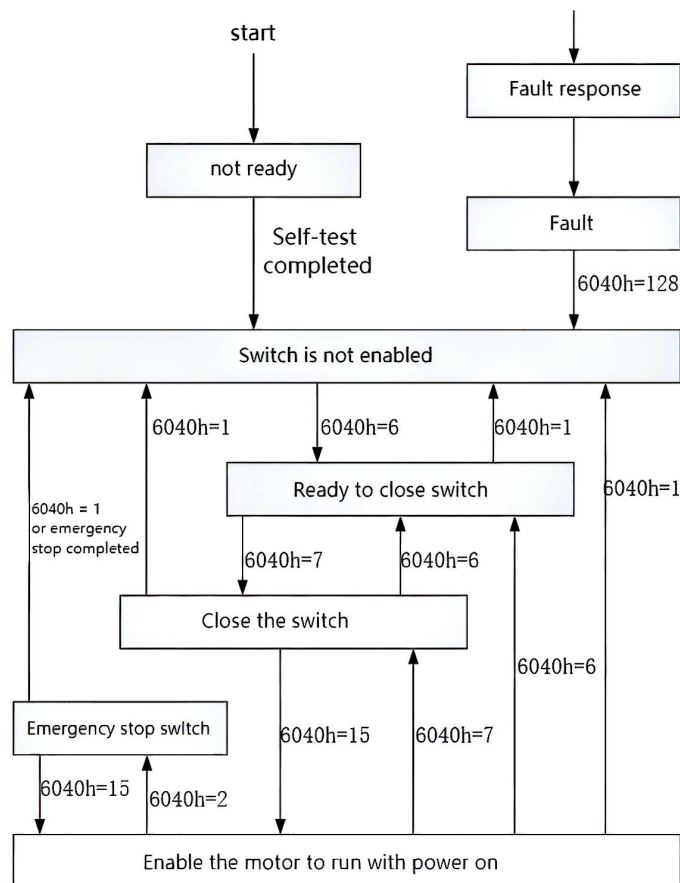 start
Fault response
not ready
Fault
Self-test
completed
6040h=128
Switch is not enabled
6040h=1
6040h=6
6040h=1
6040h=1
Ready to close switch
6040h = 1
or emergency
stop completed
6040h=7
6040h=6
Close the switch
6040h=6
Emergency stop switch
6040h=15
6040h=7
6040h=15
6040h=2
Enable the motor to run with power on